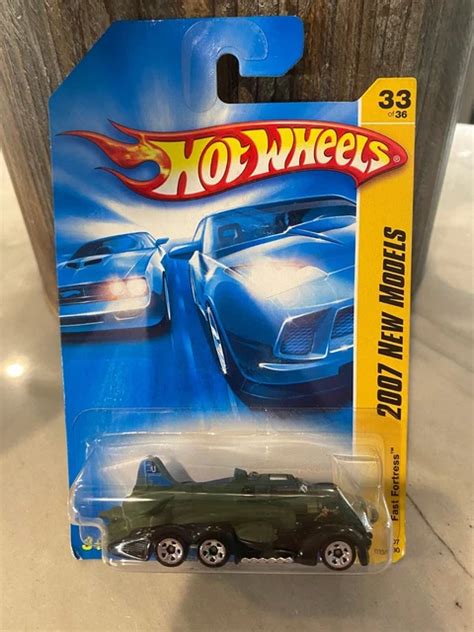 33
of 36
HOT WHEELS
2007 NEW MODELS
Fast Fortress™